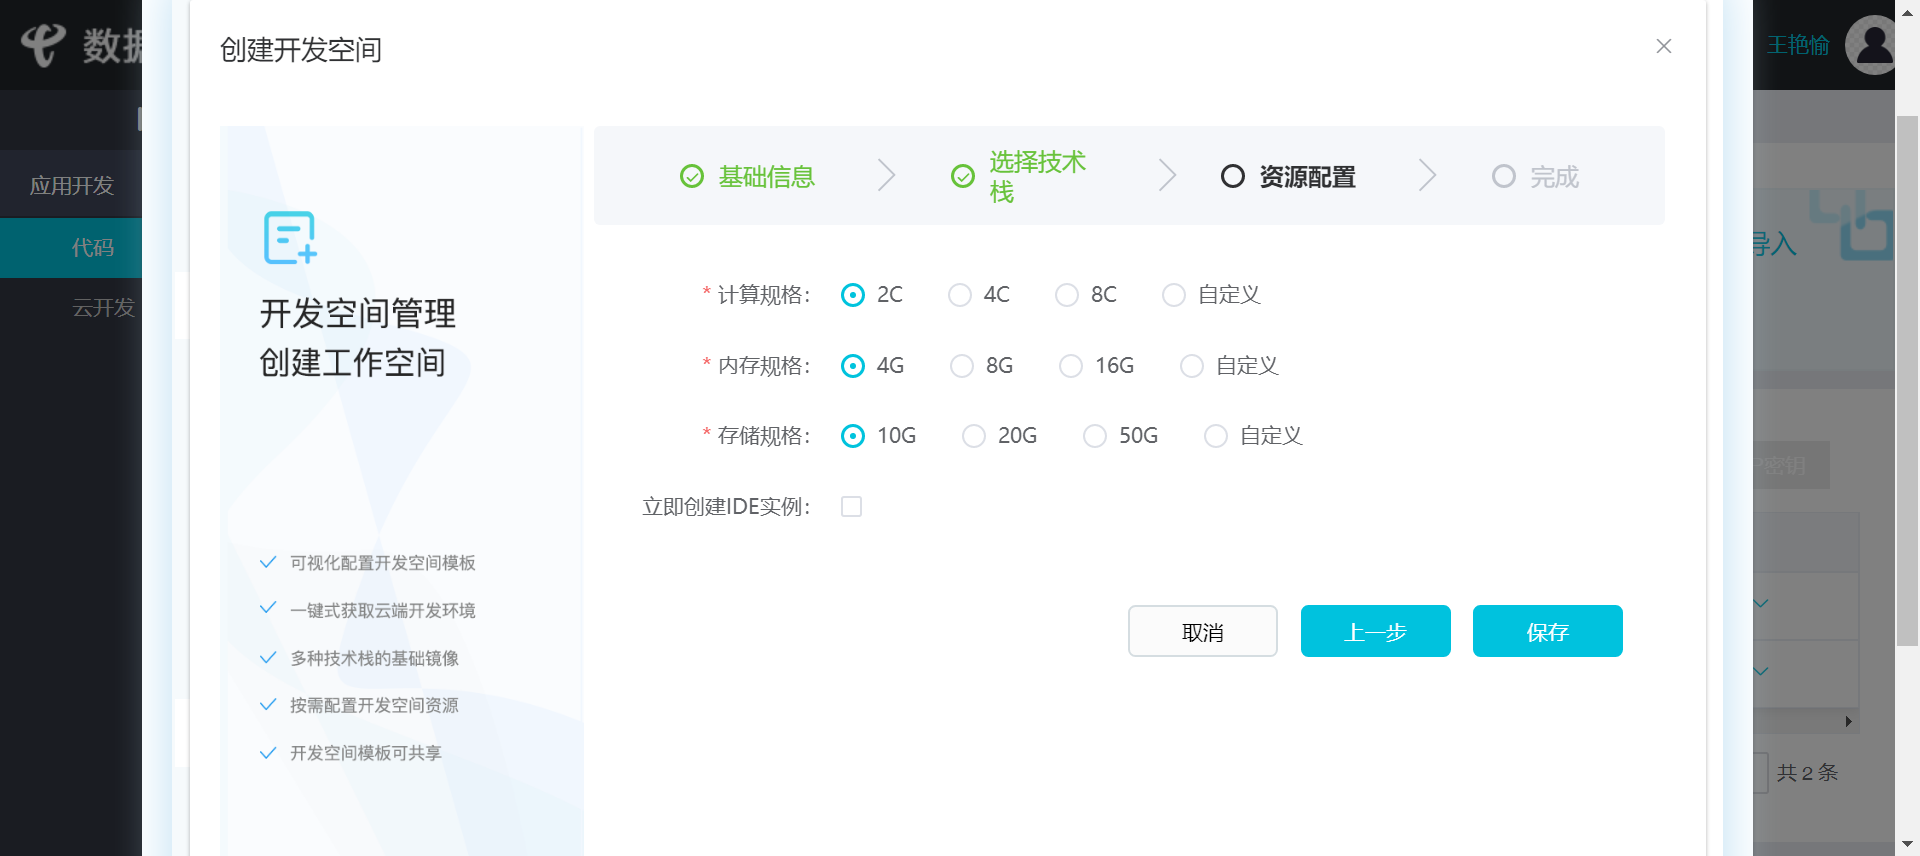 数据
创建开发空间
王艳愉
基础信息
选择技术
栈
资源配置
完成
应用开发
代码
云开发
导入
开发空间管理
创建工作空间
* 计算规格：
2C
4C
8C
自定义
* 内存规格：
4G
8G
16G
自定义
* 存储规格：
10G
20G
50G
自定义
密钥
立即创建IDE实例：
可视化配置开发空间模板
一键式获取云端开发环境
多种技术栈的基础镜像
按需配置开发空间资源
开发空间模板可共享
取消
上一步
保存
共 2 条